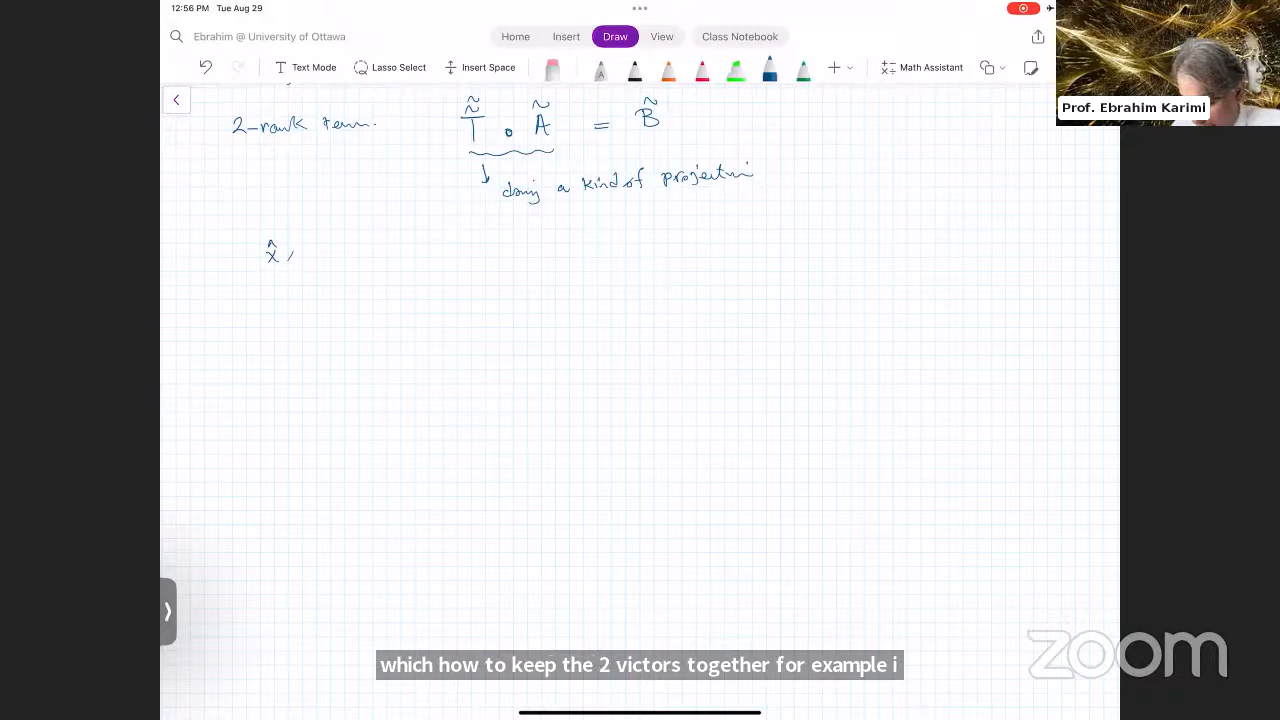 12:56 PM Tue Aug 29
Ebrahim @ University of Ottawa
Home Insert Draw View Class Notebook
Text Mode Lasso Select Insert Space Math Assistant
Prof. Ebrahim Karimi
2-rank
T · A = B
doing a kind of
x̂ ,
zoom
which how to keep the 2 victors together for example i